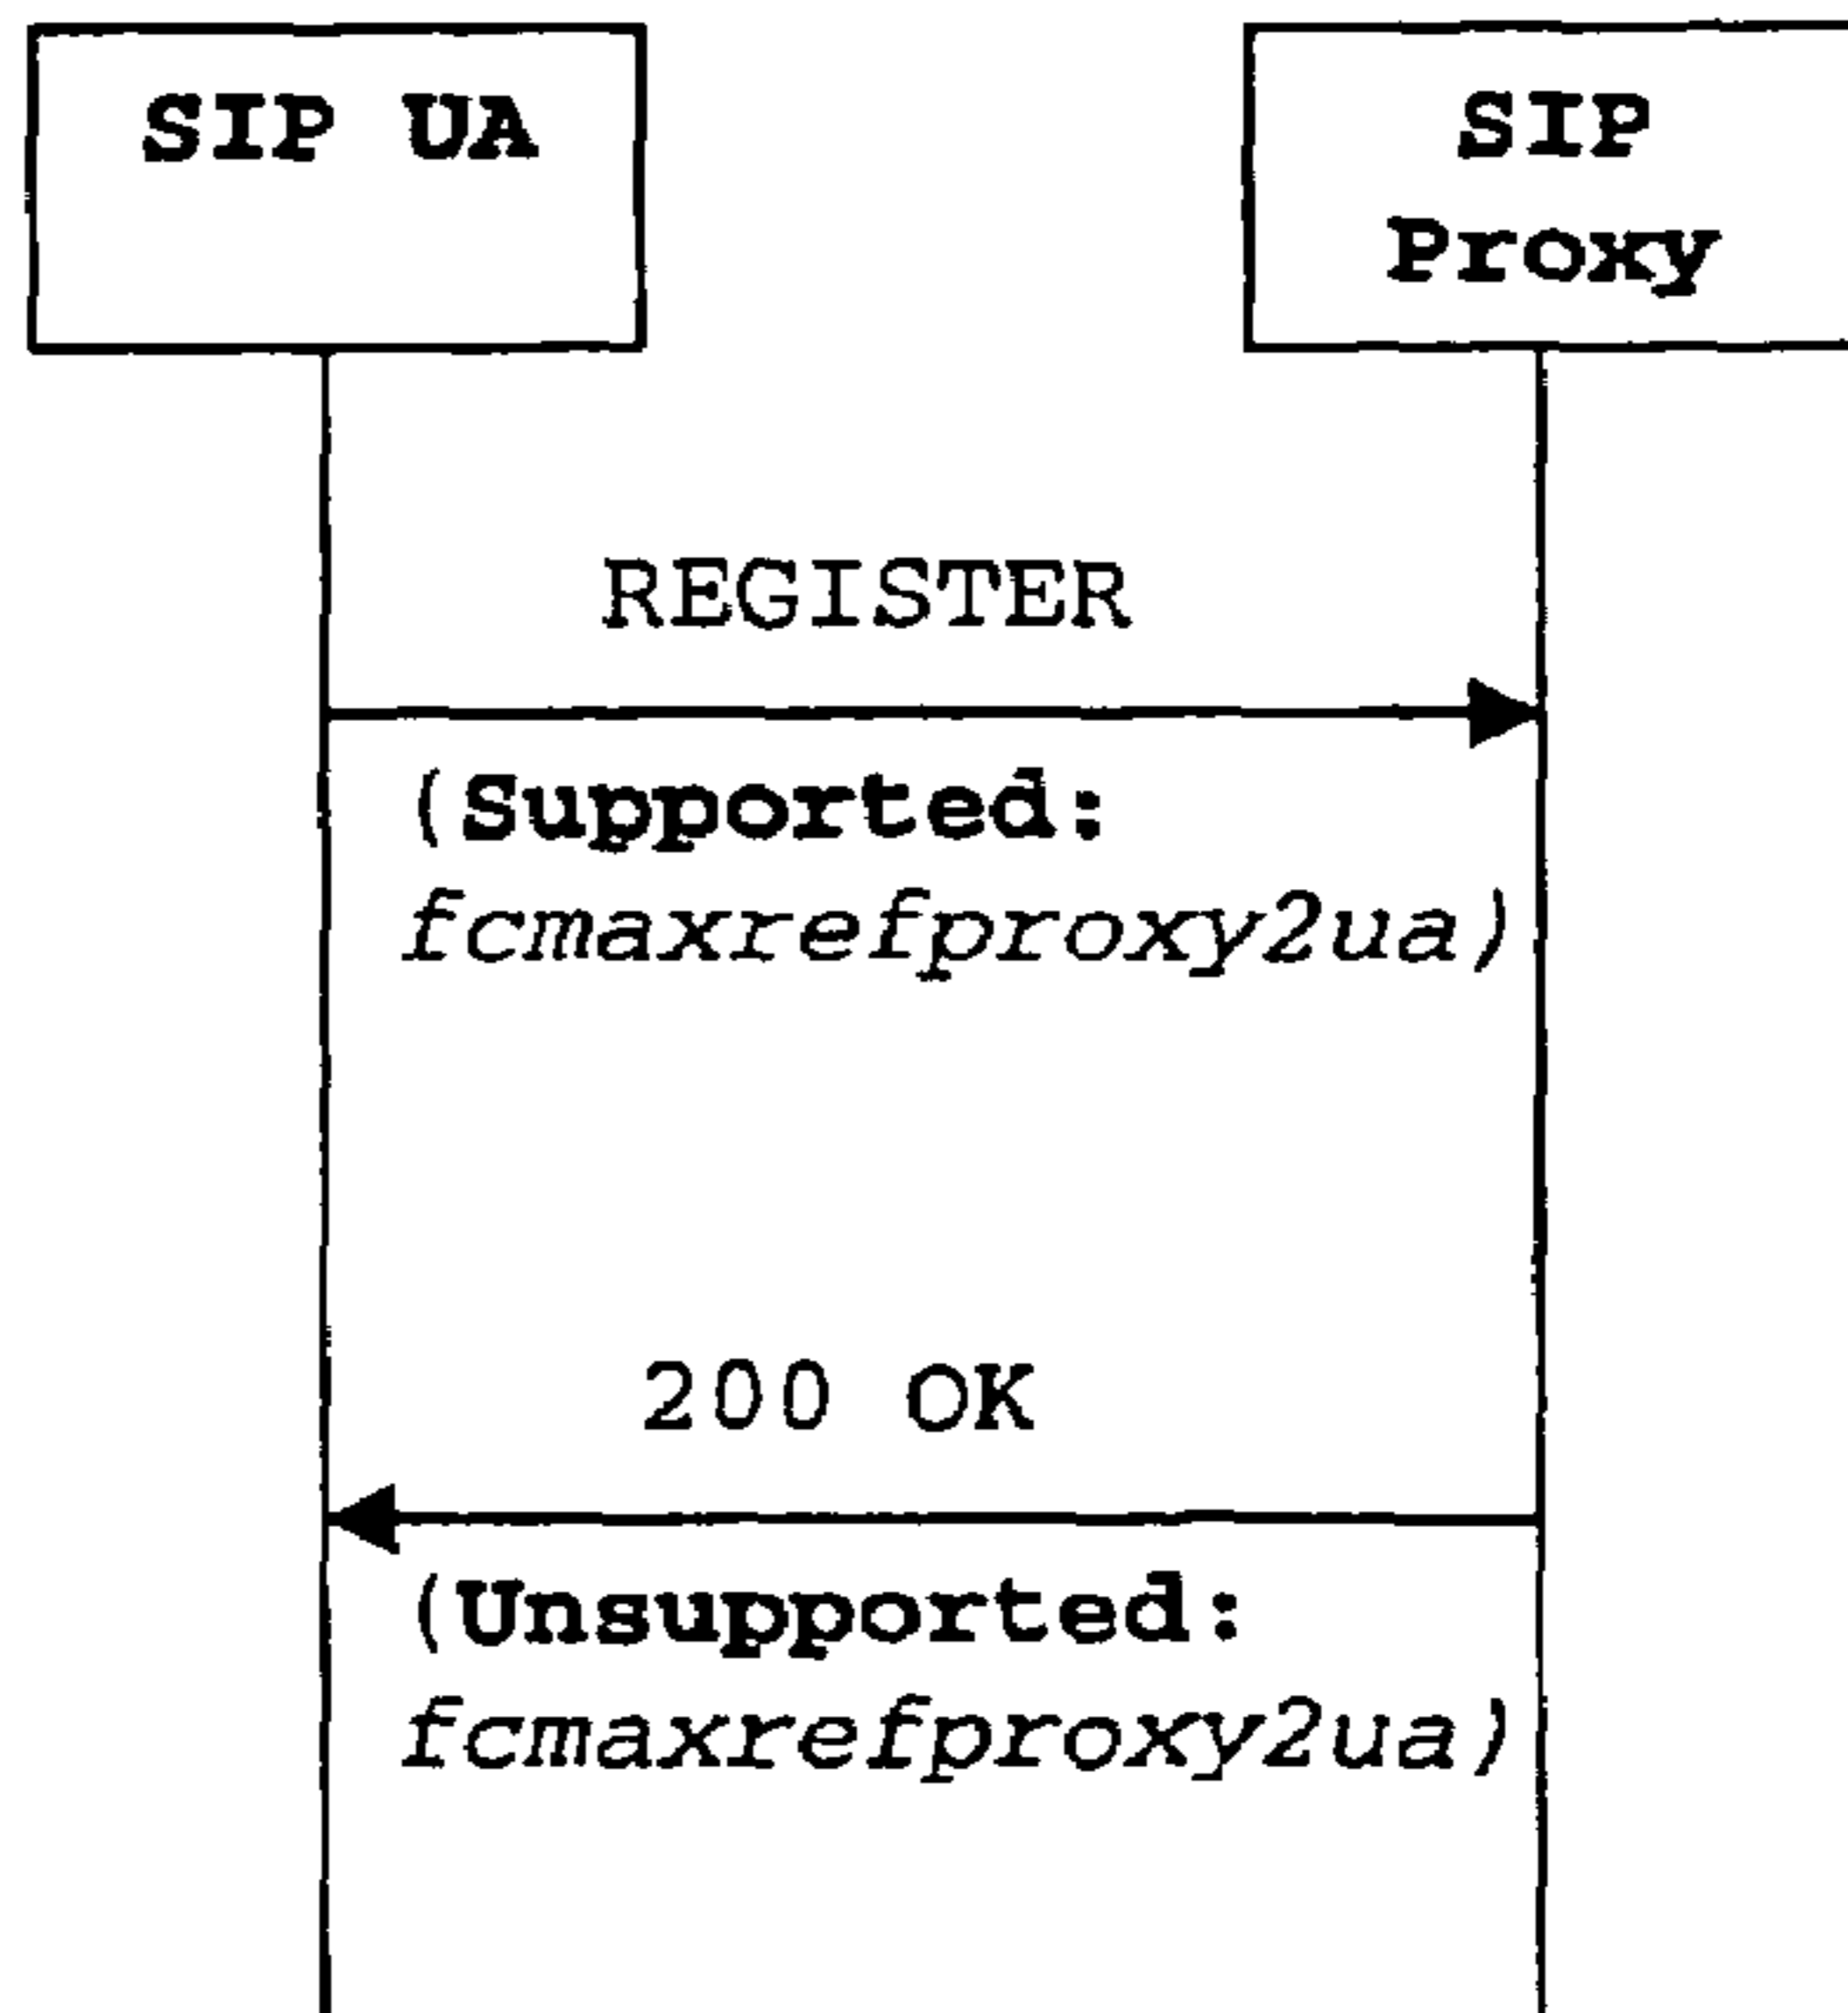 SIP UA
SIP
Proxy
REGISTER
(Supported:
fcmaxrefproxy2ua)
200 OK
(Unsupported:
fcmaxrefproxy2ua)